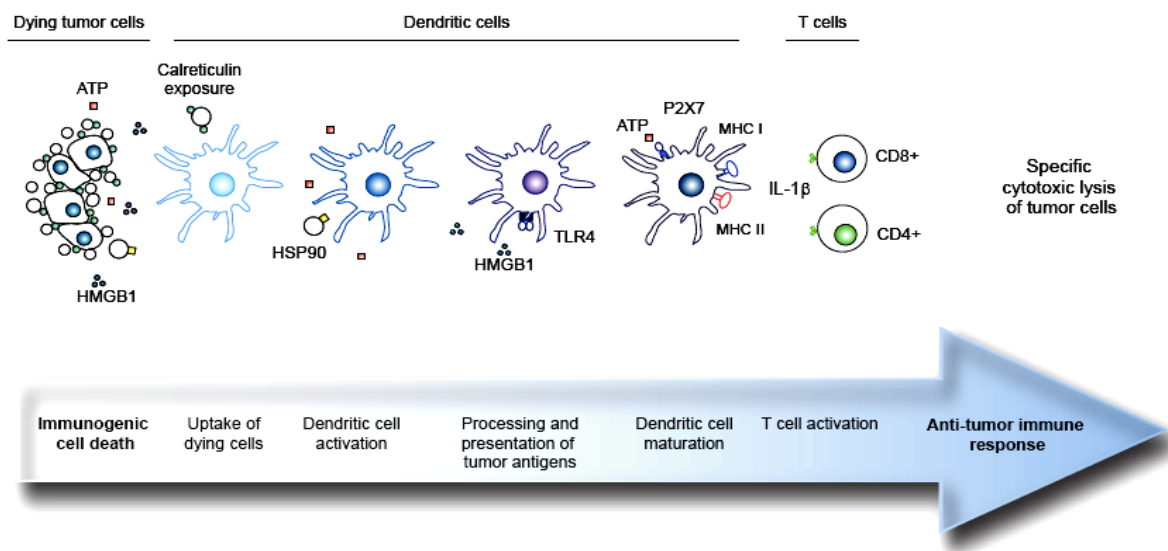 Dying tumor cells
Dendritic cells
T cells
Calreticulin
exposure
ATP
P2X7
ATP
MHC I
CD8+
IL-1β
Specific
cytotoxic lysis
of tumor cells
MHC II
CD4+
TLR4
HSP90
HMGB1
HMGB1
Immunogenic
cell death
Uptake of
dying cells
Dendritic cell
activation
Processing and
presentation of
tumor antigens
Dendritic cell
maturation
T cell activation
Anti-tumor immune
response